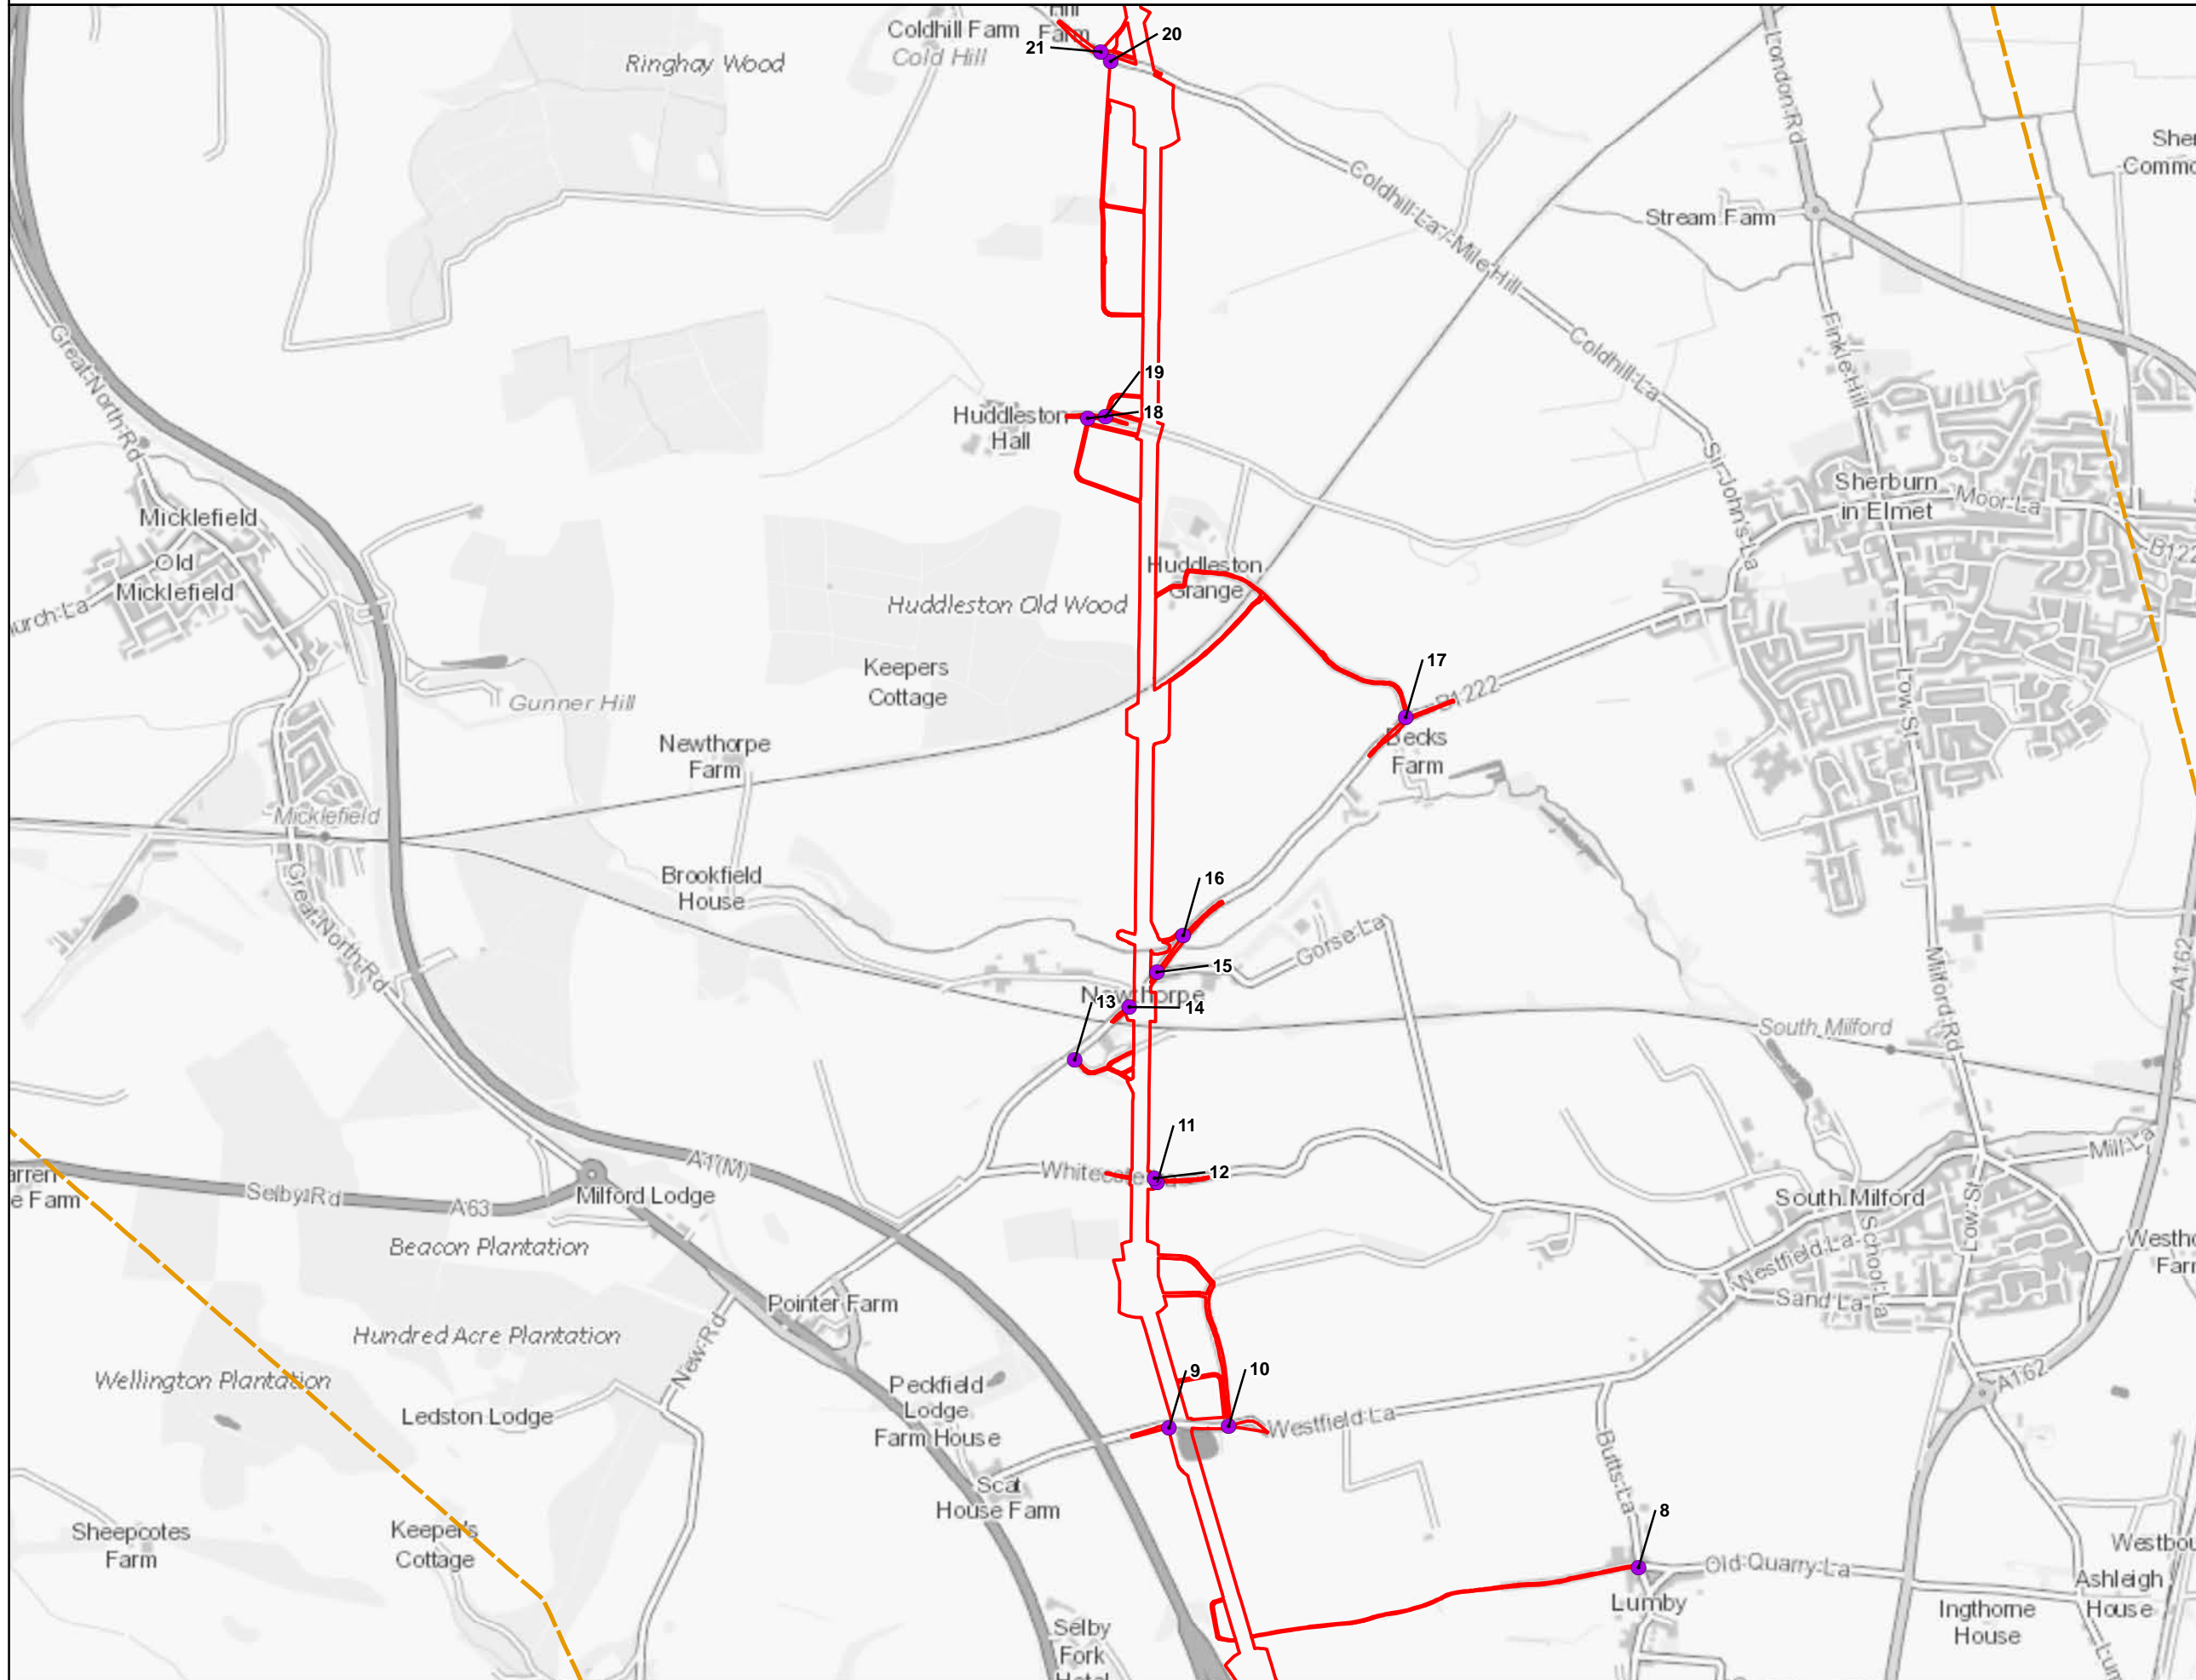 Hill
Coldhill Farm
Farm
Cold Hill
21
20
Ringhay Wood
London Rd
Coldhill La / Mile Hill
Stream Farm
Finkle Hill
Great North Rd
Coldhill La
19
18
Huddleston
Hall
Sir John's La
Sherburn
in Elmet
Moor La
Micklefield
Old
Micklefield
Huddleston
Grange
Huddleston Old Wood
Keepers
Cottage
Gunner Hill
17
B1222
Becks
Farm
Low St
Newthorpe
Farm
Micklefield
Brookfield
House
16
Great North Rd
Gorse La
15
Newthorpe
13
14
Milford Rd
A162
South Milford
11
12
Whitecote La
A1(M)
Selby Rd
A63
Milford Lodge
Mill La
South Milford
Low St
School La
Westfield La
Sand La
Beacon Plantation
Pointer Farm
Hundred Acre Plantation
New Rd
Wellington Plantation
Ledston Lodge
Peckfield
Lodge
Farm House
9
10
Westfield La
A162
Butts La
Scat
House Farm
8
Sheepcotes
Farm
Keeper's
Cottage
Old Quarry La
Lumby
Ingthorne
House
Ashleigh
House
Selby
Fork
Hotel